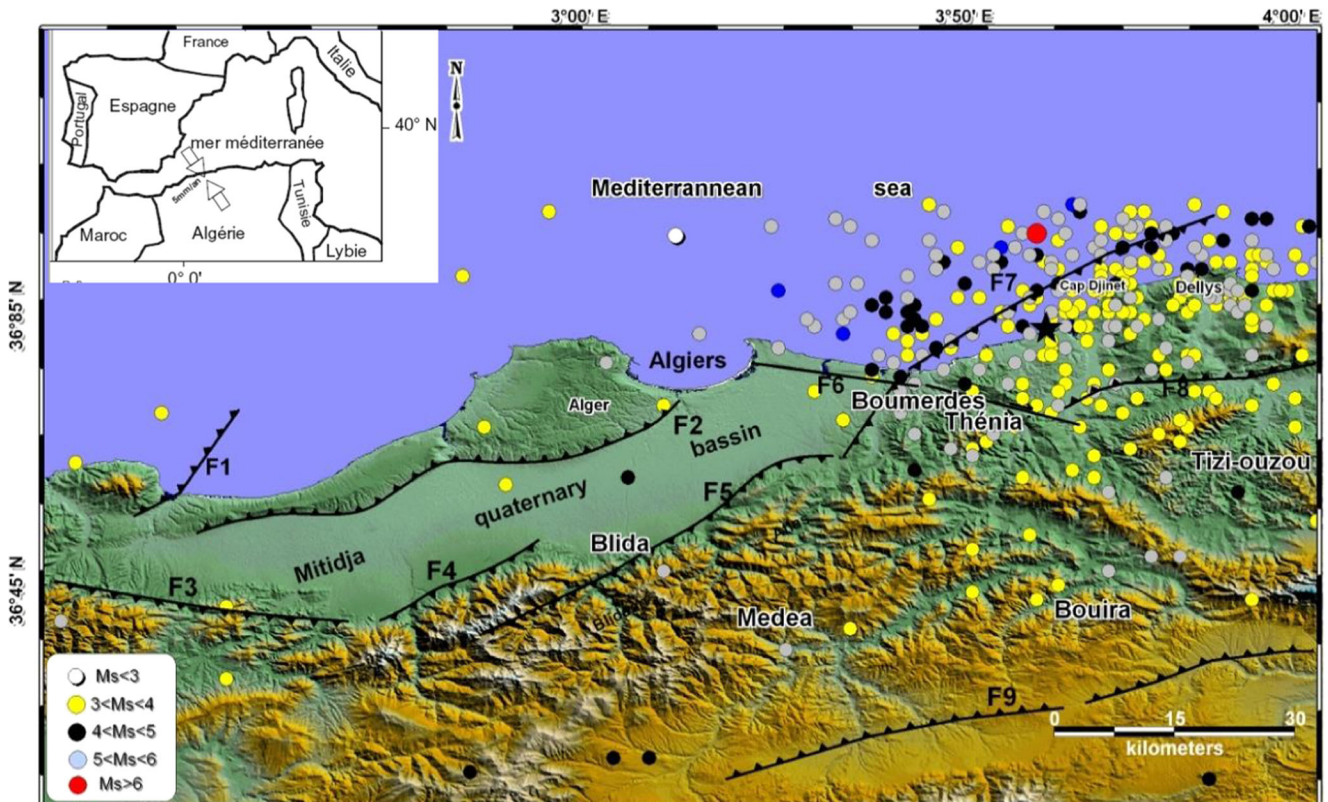 3°00' E
3°50' E
4°00' E
France
Italie
Portugal
Espagne
40° N
mer méditerranée
5mm/an
Tunisie
Maroc
Algérie
Lybie
0° 0'
N
Mediterrannean sea
36°85' N
F7
Cap Djinet
Dellys
Algiers
F6
F8
Alger
Boumerdes
F2
Thénia
bassin
F1
Tizi-ouzou
F5
quaternary
Blida
Mitidja
F4
F3
36°45' N
Medea
Bouira
F9
Ms<3
3<Ms<4
4<Ms<5
5<Ms<6
Ms>6
0 15 30
kilometers